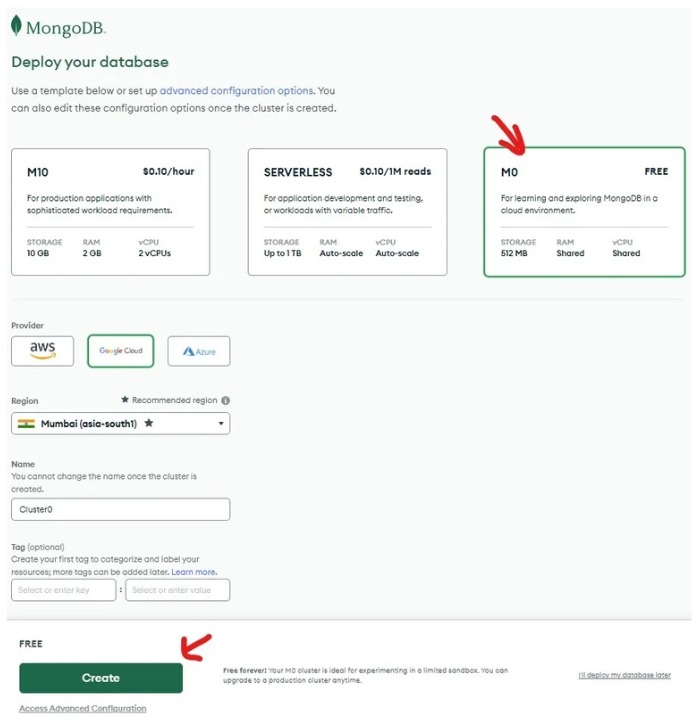 MongoDB.
Deploy your database
Use a template below or set up advanced configuration options. You
can also edit these configuration options once the cluster is created.
M10 $0.10/hour
For production applications with
sophisticated workload requirements.
STORAGE RAM vCPU
10 GB 2 GB 2 vCPUs
SERVERLESS $0.10/1M reads
For application development and testing,
or workloads with variable traffic.
STORAGE RAM vCPU
Up to 1 TB Auto-scale Auto-scale
M0 FREE
For learning and exploring MongoDB in a
cloud environment.
STORAGE RAM vCPU
512 MB Shared Shared
Provider
aws Google Cloud Azure
Region ★ Recommended region
Mumbai (asia-south1) ★
Name
You cannot change the name once the cluster is
created.
Cluster0
Tag (optional)
Create your first tag to categorize and label your
resources; more tags can be added later. Learn more.
Select or enter key : Select or enter value
FREE
Create
Free forever! Your M0 cluster is ideal for experimenting in a limited sandbox. You can
upgrade to a production cluster anytime.
I'll deploy my database later
Access Advanced Configuration